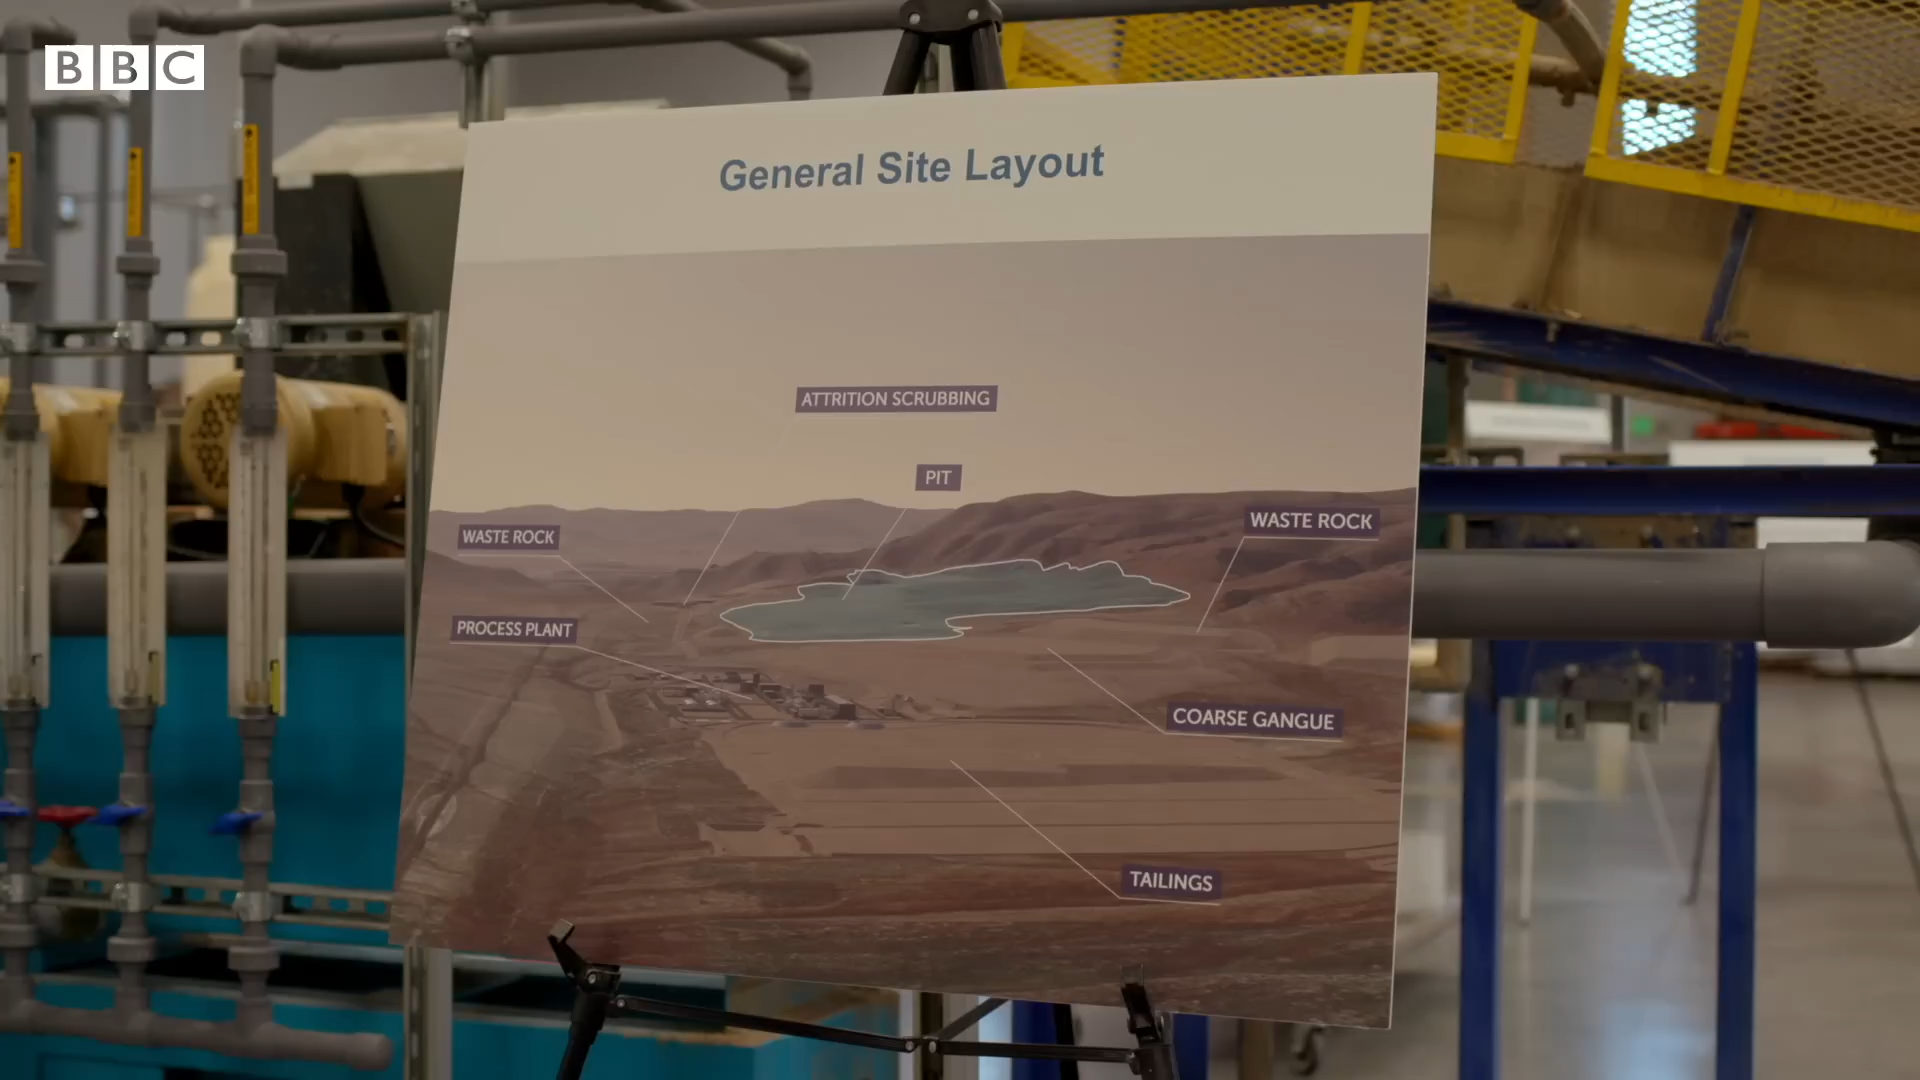 BBC
General Site Layout
ATTRITION SCRUBBING
PIT
WASTE ROCK
WASTE ROCK
PROCESS PLANT
COARSE GANGUE
TAILINGS